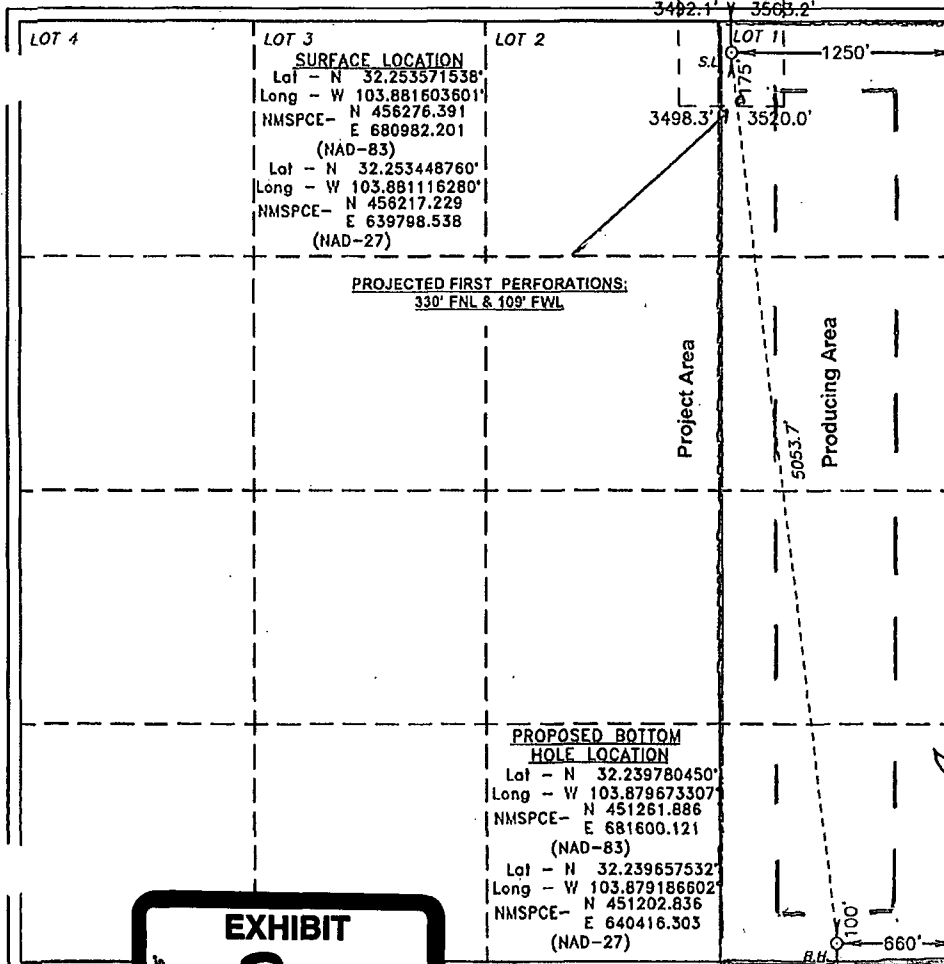 3492.1' 3503.2'
LOT 4
LOT 3
LOT 2
LOT 1
SURFACE LOCATION
Lat - N 32.253571538°
Long - W 103.881603601°
NMSPCE- N 456276.391
E 680982.201
(NAD-83)
Lat - N 32.253448760°
Long - W 103.881116280°
NMSPCE- N 456217.229
E 639798.538
(NAD-27)
S.L.
1250'
175'
3498.3' 3520.0'
PROJECTED FIRST PERFORATIONS:
330' FNL & 109' FWL
Project Area
Producing Area
5053.7'
PROPOSED BOTTOM
HOLE LOCATION
Lat - N 32.239780450°
Long - W 103.879673307°
NMSPCE- N 451261.886
E 681600.121
(NAD-83)
Lat - N 32.239657532°
Long - W 103.879186602°
NMSPCE- N 451202.836
E 640416.303
(NAD-27)
100'
660'
B.H.
EXHIBIT